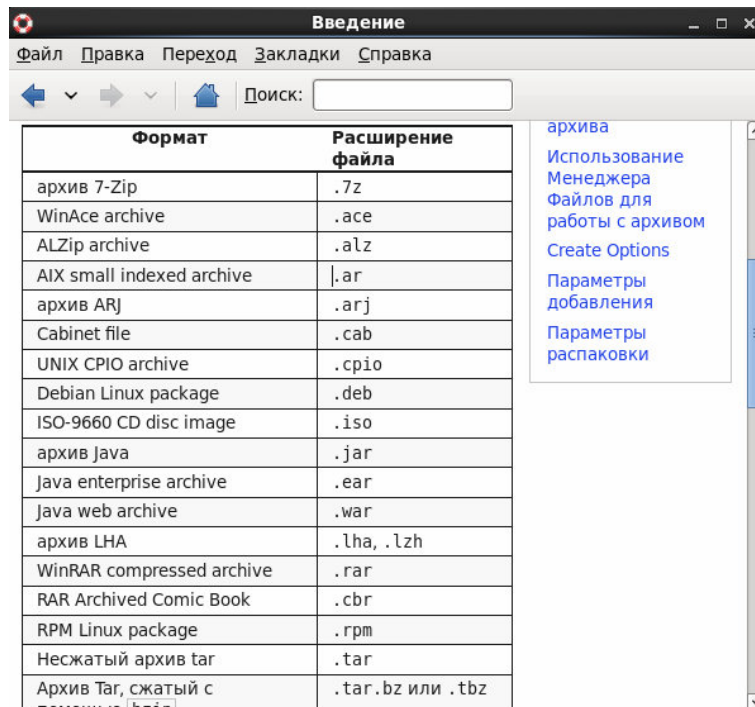 Введение
Файл Правка Переход Закладки Справка
Поиск:
Формат Расширение файла
архив 7-Zip .7z
WinAce archive .ace
ALZip archive .alz
AIX small indexed archive .ar
архив ARJ .arj
Cabinet file .cab
UNIX CPIO archive .cpio
Debian Linux package .deb
ISO-9660 CD disc image .iso
архив Java .jar
Java enterprise archive .ear
Java web archive .war
архив LHA .lha, .lzh
WinRAR compressed archive .rar
RAR Archived Comic Book .cbr
RPM Linux package .rpm
Несжатый архив tar .tar
Архив Tar, сжатый с .tar.bz или .tbz
архива
Использование
Менеджера
Файлов для
работы с архивом
Create Options
Параметры
добавления
Параметры
распаковки